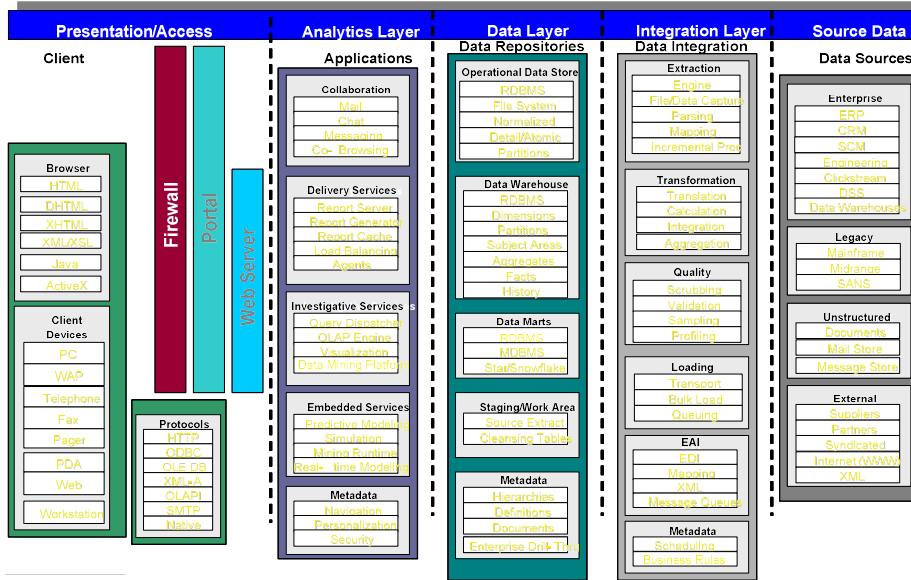 Presentation/Access
Analytics Layer
Data Layer
Integration Layer
Source Data
Client
Applications
Data Repositories
Data Integration
Data Sources
Browser
HTML
DHTML
XHTML
XML/XSL
Java
ActiveX
Client
Devices
PC
WAP
Telephone
Fax
Pager
PDA
Web
Workstation
Firewall
Portal
Web Server
Protocols
HTTP
ODBC
OLE DB
XML-A
OLAPI
SMTP
Native
Collaboration
Mail
Chat
Messaging
Co- Browsing
Delivery Services
Report Server
Report Generator
Report Cache
Load Balancing
Agents
Investigative Services
Query Dispatcher
OLAP Engine
Visualization
Data Mining Platform
Embedded Services
Predictive Modeling
Simulation
Mining Runtime
Real- time Modeling
Metadata
Navigation
Personalization
Security
Operational Data Store
RDBMS
File System
Normalized
Detail/Atomic
Partitions
Data Warehouse
RDBMS
Dimensions
Partitions
Subject Areas
Aggregates
Facts
History
Data Marts
RDBMS
MDBMS
Star/Snowflake
Staging/Work Area
Source Extract
Cleansing Tables
Metadata
Hierarchies
Definitions
Documents
Enterprise Drill- Thru
Extraction
Engine
File/Data Capture
Parsing
Mapping
Incremental Proc
Transformation
Translation
Calculation
Integration
Aggregation
Quality
Scrubbing
Validation
Sampling
Profiling
Loading
Transport
Bulk Load
Queuing
EAI
EDI
Mapping
XML
Message Queues
Metadata
Scheduling
Business Rules
Enterprise
ERP
CRM
SCM
Engineering
Clickstream
DSS
Data Warehouses
Legacy
Mainframe
Midrange
SANS
Unstructured
Documents
Mail Store
Message Store
External
Suppliers
Partners
Syndicated
Internet (WWW)
XML